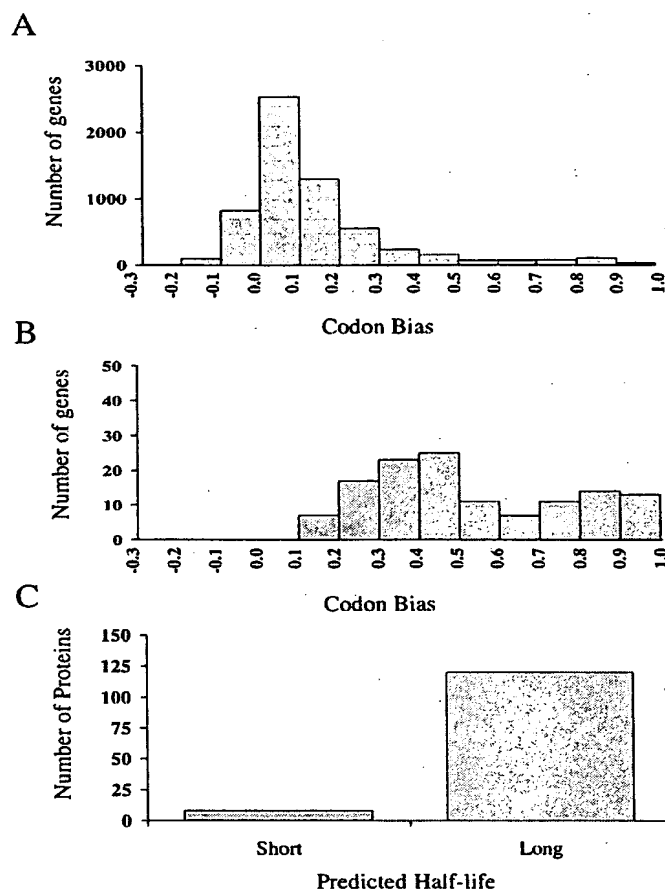 A
3000
2000
1000
0
Number of genes
-0.3 -0.2 -0.1 0.0 0.1 0.2 0.3 0.4 0.5 0.6 0.7 0.8 0.9 1.0
Codon Bias
B
50
40
30
20
10
0
Number of genes
-0.3 -0.2 -0.1 0.0 0.1 0.2 0.3 0.4 0.5 0.6 0.7 0.8 0.9 1.0
Codon Bias
C
150
125
100
75
50
25
0
Number of Proteins
Short Long
Predicted Half-life